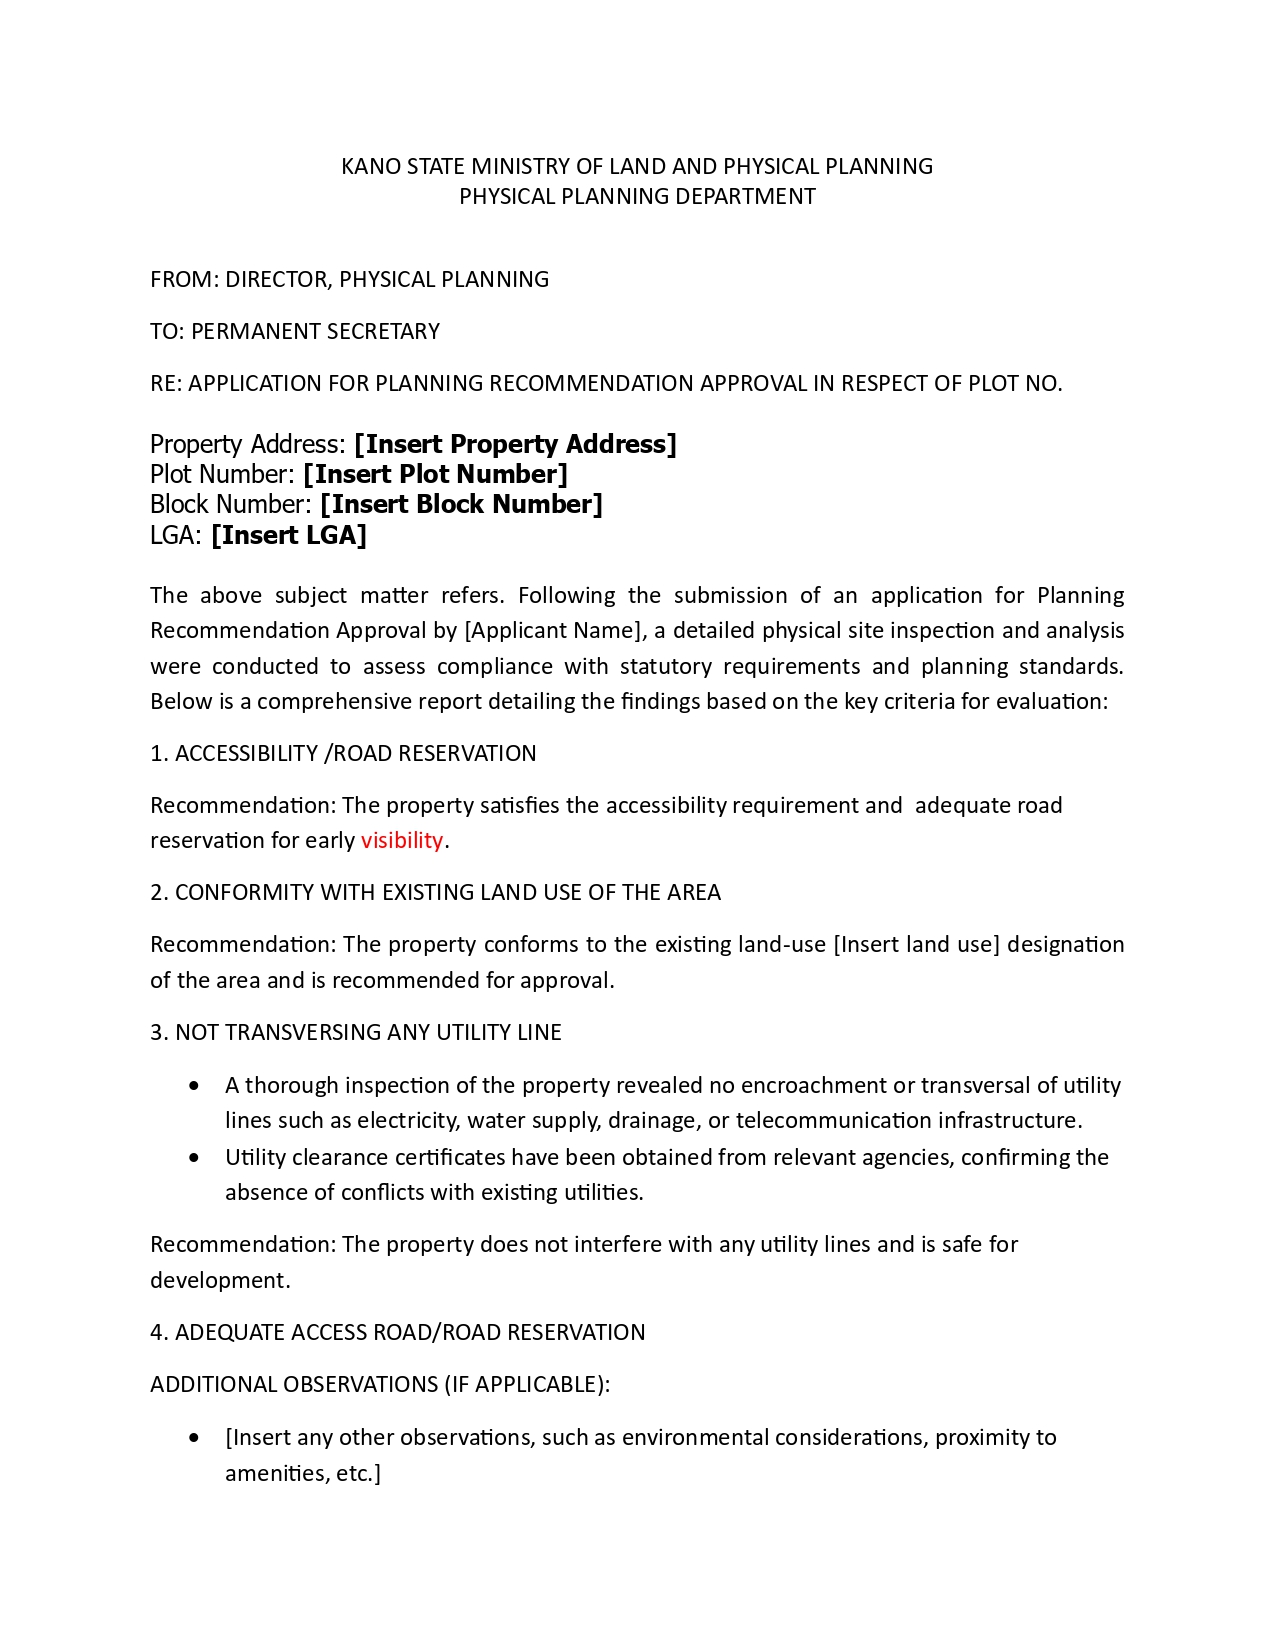 KANO STATE MINISTRY OF LAND AND PHYSICAL PLANNING
PHYSICAL PLANNING DEPARTMENT
FROM: DIRECTOR, PHYSICAL PLANNING
TO: PERMANENT SECRETARY
RE: APPLICATION FOR PLANNING RECOMMENDATION APPROVAL IN RESPECT OF PLOT NO.
Property Address: [Insert Property Address]
Plot Number: [Insert Plot Number]
Block Number: [Insert Block Number]
LGA: [Insert LGA]
The above subject matter refers. Following the submission of an application for Planning
Recommendation Approval by [Applicant Name], a detailed physical site inspection and analysis
were conducted to assess compliance with statutory requirements and planning standards.
Below is a comprehensive report detailing the findings based on the key criteria for evaluation:
1. ACCESSIBILITY /ROAD RESERVATION
Recommendation: The property satisfies the accessibility requirement and  adequate road
reservation for early visibility.
2. CONFORMITY WITH EXISTING LAND USE OF THE AREA
Recommendation: The property conforms to the existing land-use [Insert land use] designation
of the area and is recommended for approval.
3. NOT TRANSVERSING ANY UTILITY LINE
• A thorough inspection of the property revealed no encroachment or transversal of utility
lines such as electricity, water supply, drainage, or telecommunication infrastructure.
• Utility clearance certificates have been obtained from relevant agencies, confirming the
absence of conflicts with existing utilities.
Recommendation: The property does not interfere with any utility lines and is safe for
development.
4. ADEQUATE ACCESS ROAD/ROAD RESERVATION
ADDITIONAL OBSERVATIONS (IF APPLICABLE):
• [Insert any other observations, such as environmental considerations, proximity to
amenities, etc.]